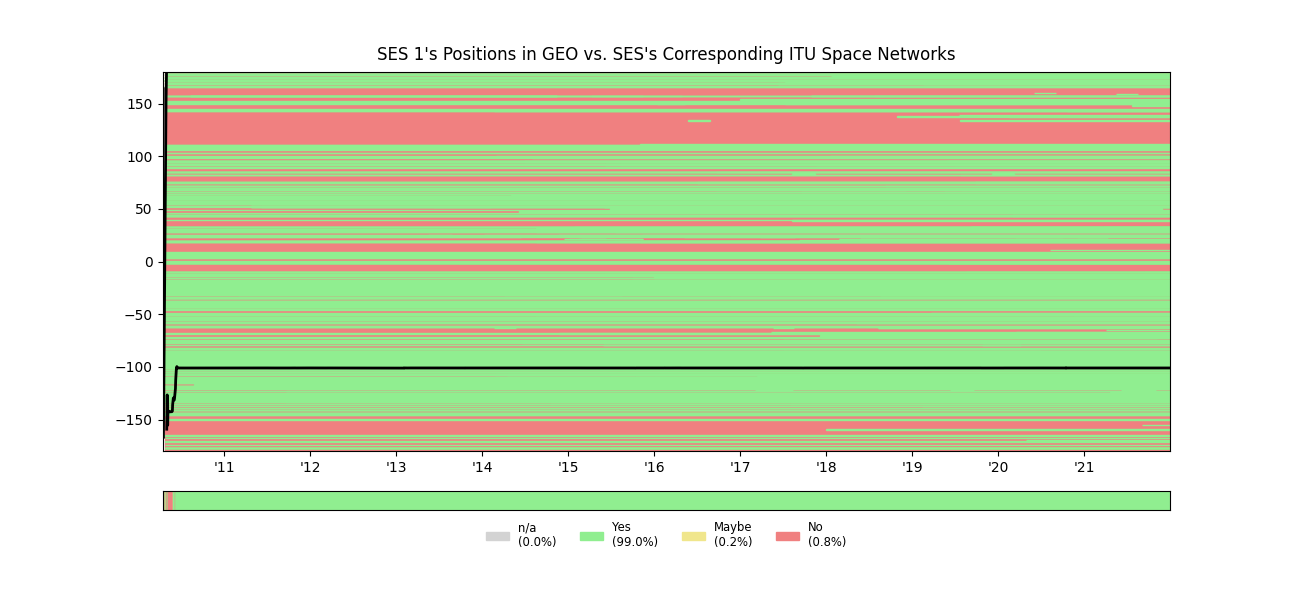 SES 1's Positions in GEO vs. SES's Corresponding ITU Space Networks
150
100
50
0
−50
−100
−150
'11 '12 '13 '14 '15 '16 '17 '18 '19 '20 '21
n/a Yes Maybe No
(0.0%) (99.0%) (0.2%) (0.8%)